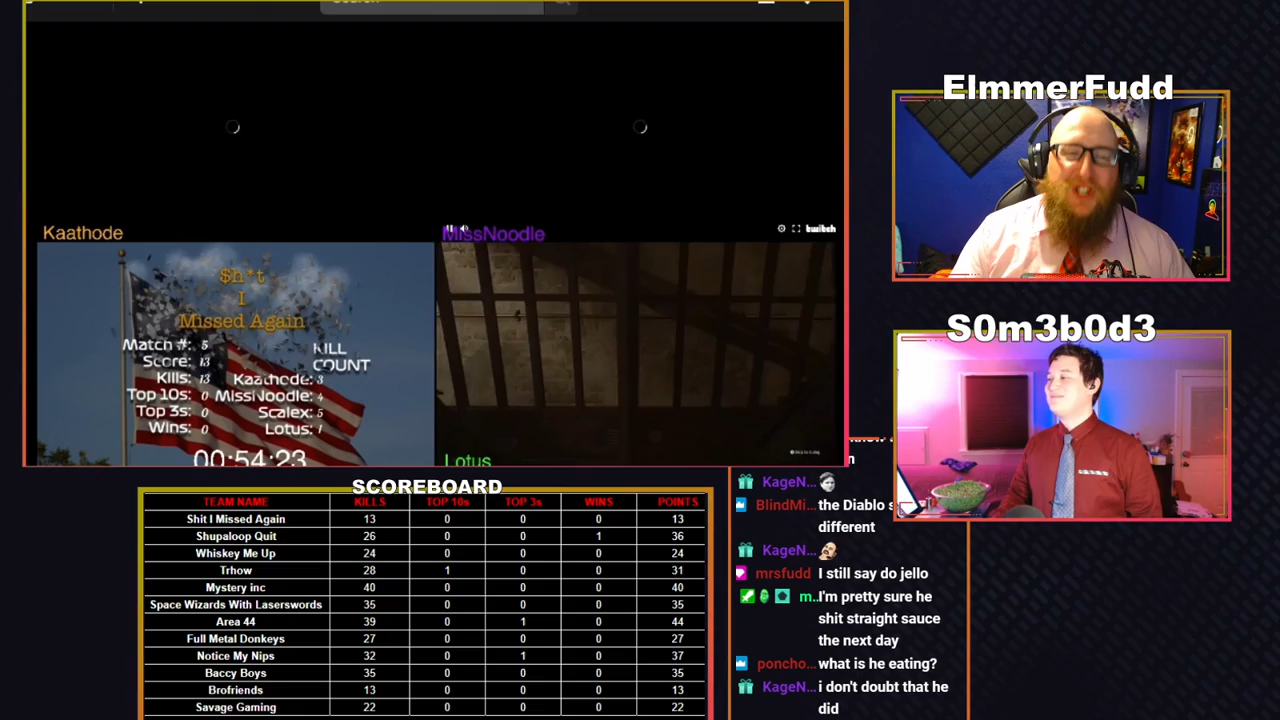 ElmmerFudd
Kaathode
MissNoodle
twitch
$h*t
I
Missed Again
Match #: 5
Score: 13
Kills: 13
Top 10s: 0
Top 3s: 0
Wins: 0
KILL
COUNT
Kaathode: 3
MissNoodle: 4
Scalex: 5
Lotus: 1
00:54:23
Lotus
S0m3b0d3
SCOREBOARD
TEAM NAME KILLS TOP 10s TOP 3s WINS POINTS
Shit I Missed Again 13 0 0 0 13
Shupaloop Quit 26 0 0 1 36
Whiskey Me Up 24 0 0 0 24
Trhow 28 1 0 0 31
Mystery inc 40 0 0 0 40
Space Wizards With Laserswords 35 0 0 0 35
Area 44 39 0 1 0 44
Full Metal Donkeys 27 0 0 0 27
Notice My Nips 32 0 1 0 37
Baccy Boys 35 0 0 0 35
Brofriends 13 0 0 0 13
Savage Gaming 22 0 0 0 22
KageN...
BlindMi... the Diablo s
different
KageN...
mrsfudd I still say do jello
m.. I'm pretty sure he
shit straight sauce
the next day
poncho... what is he eating?
KageN... i don't doubt that he
did